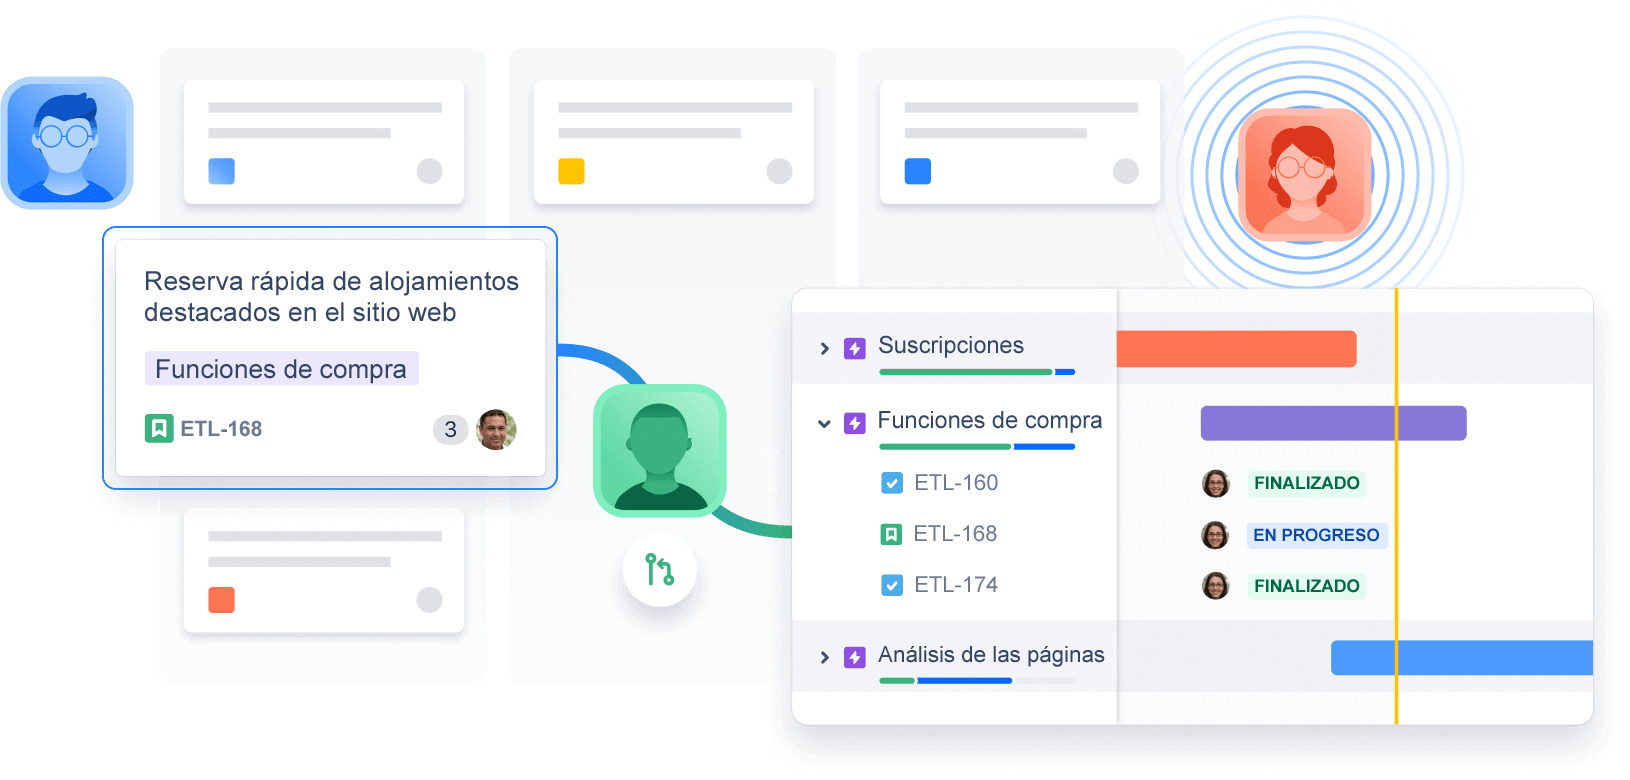 Reserva rápida de alojamientos
destacados en el sitio web
Funciones de compra
ETL-168
3
Suscripciones
Funciones de compra
ETL-160
FINALIZADO
ETL-168
EN PROGRESO
ETL-174
FINALIZADO
Análisis de las páginas